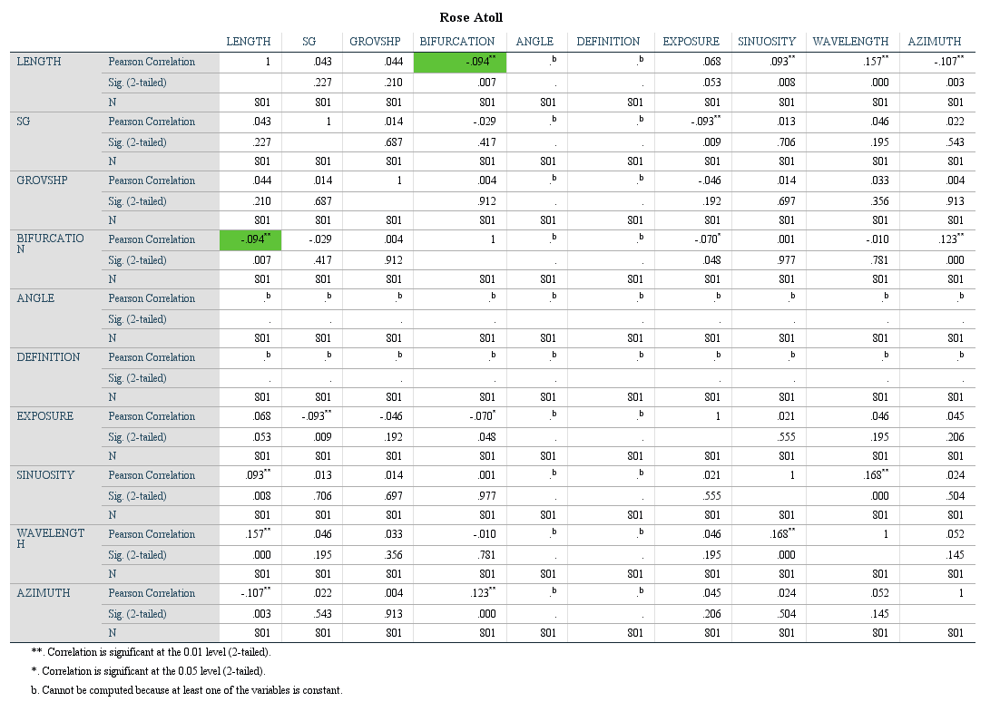 Rose Atoll
LENGTH SG GROVSHP BIFURCATION ANGLE DEFINITION EXPOSURE SINUOSITY WAVELENGTH AZIMUTH
LENGTH Pearson Correlation 1 .043 .044 -.094** .b .b .068 .093** .157** -.107**
Sig. (2-tailed) .227 .210 .007 . . .053 .008 .000 .003
N 801 801 801 801 801 801 801 801 801 801
SG Pearson Correlation .043 1 .014 -.029 .b .b -.093** .013 .046 .022
Sig. (2-tailed) .227 .687 .417 . . .009 .706 .195 .543
N 801 801 801 801 801 801 801 801 801 801
GROVSHP Pearson Correlation .044 .014 1 .004 .b .b -.046 .014 .033 .004
Sig. (2-tailed) .210 .687 .912 . . .192 .697 .356 .913
N 801 801 801 801 801 801 801 801 801 801
BIFURCATIO
N
Pearson Correlation -.094** -.029 .004 1 .b .b -.070* .001 -.010 .123**
Sig. (2-tailed) .007 .417 .912 . . .048 .977 .781 .000
N 801 801 801 801 801 801 801 801 801 801
ANGLE Pearson Correlation .b .b .b .b .b .b .b .b .b .b
Sig. (2-tailed) . . . . . . . . .
N 801 801 801 801 801 801 801 801 801 801
DEFINITION Pearson Correlation .b .b .b .b .b .b .b .b .b .b
Sig. (2-tailed) . . . . . . . . .
N 801 801 801 801 801 801 801 801 801 801
EXPOSURE Pearson Correlation .068 -.093** -.046 -.070* .b .b 1 .021 .046 .045
Sig. (2-tailed) .053 .009 .192 .048 . . .555 .195 .206
N 801 801 801 801 801 801 801 801 801 801
SINUOSITY Pearson Correlation .093** .013 .014 .001 .b .b .021 1 .168** .024
Sig. (2-tailed) .008 .706 .697 .977 . . .555 .000 .504
N 801 801 801 801 801 801 801 801 801 801
WAVELENGT
H
Pearson Correlation .157** .046 .033 -.010 .b .b .046 .168** 1 .052
Sig. (2-tailed) .000 .195 .356 .781 . . .195 .000 .145
N 801 801 801 801 801 801 801 801 801 801
AZIMUTH Pearson Correlation -.107** .022 .004 .123** .b .b .045 .024 .052 1
Sig. (2-tailed) .003 .543 .913 .000 . . .206 .504 .145
N 801 801 801 801 801 801 801 801 801 801
**. Correlation is significant at the 0.01 level (2-tailed).
*. Correlation is significant at the 0.05 level (2-tailed).
b. Cannot be computed because at least one of the variables is constant.